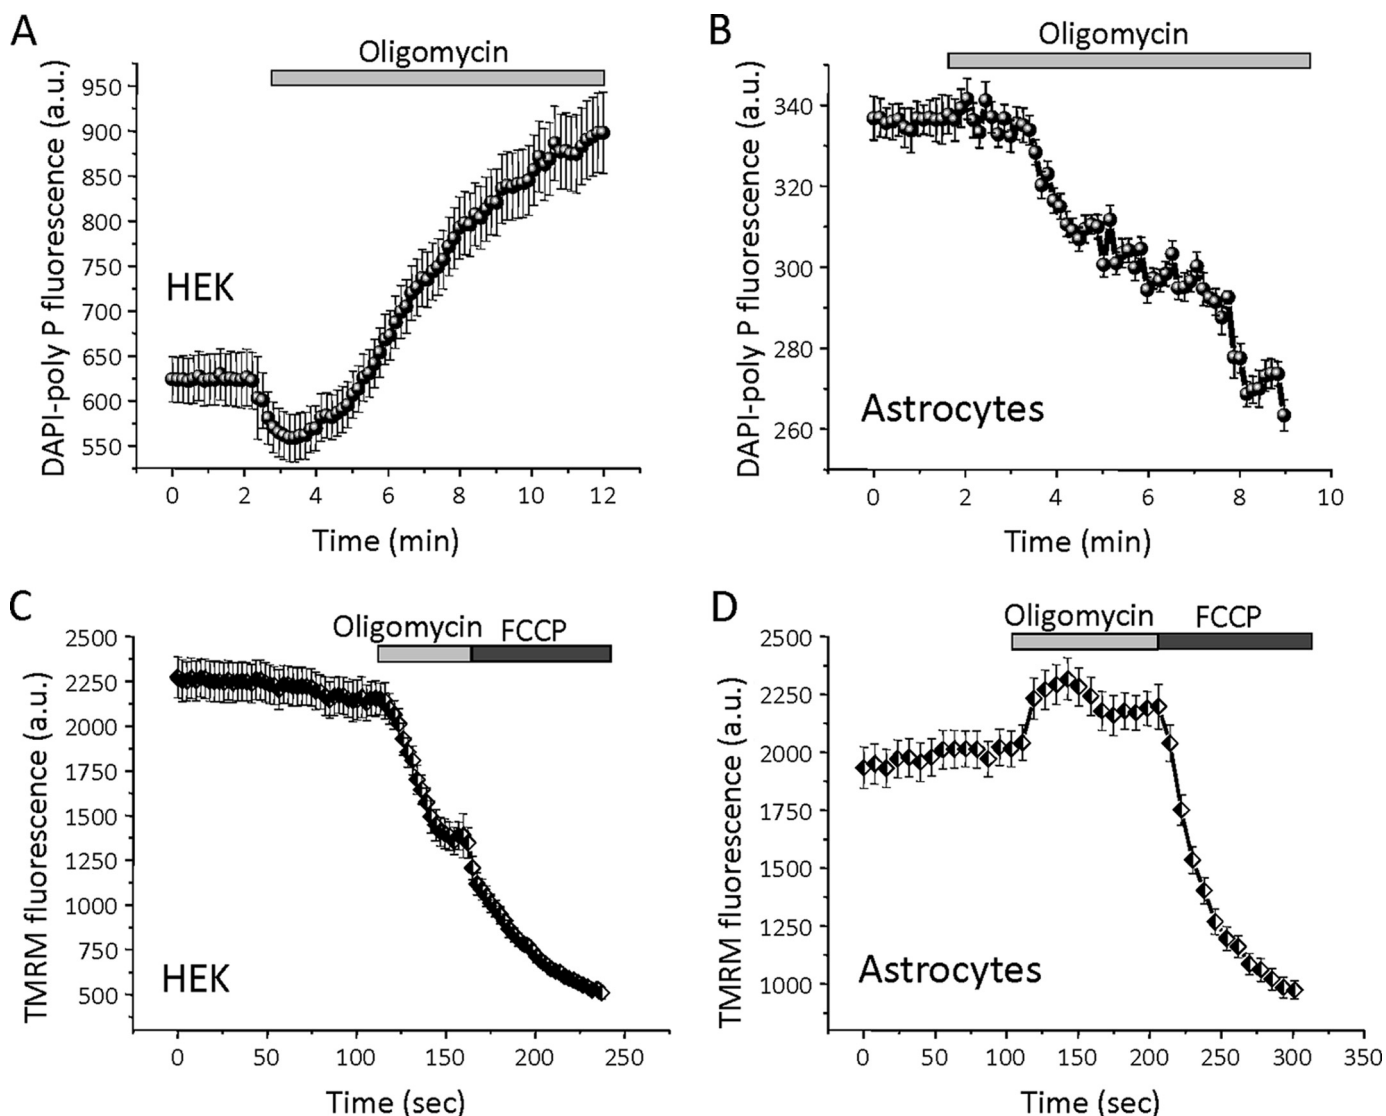 A
Oligomycin
DAPI-poly P fluorescence (a.u.)
950
900
850
800
750
700
650
600
550
HEK
0 2 4 6 8 10 12
Time (min)
B
Oligomycin
DAPI-poly P fluorescence (a.u.)
340
320
300
280
260
Astrocytes
0 2 4 6 8 10
Time (min)
C
Oligomycin FCCP
TMRM fluorescence (a.u.)
2500
2250
2000
1750
1500
1250
1000
750
500
HEK
0 50 100 150 200 250
Time (sec)
D
Oligomycin FCCP
TMRM fluorescence (a.u.)
2500
2250
2000
1750
1500
1250
1000
Astrocytes
0 50 100 150 200 250 300 350
Time (sec)